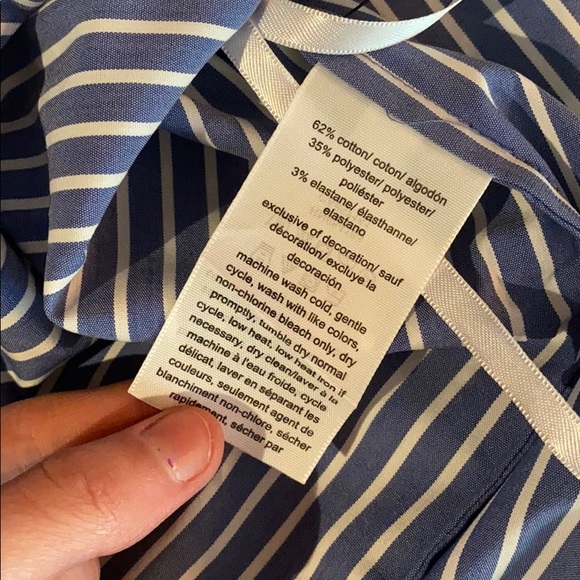 62% cotton/ coton/ algodón
35% polyester/ polyester/
poliéster
3% elastane/ élasthanne/
elastano
exclusive of decoration/ sauf
décoration/ excluye la
decoración
machine wash cold, gentle
cycle, wash with like colors,
non-chlorine bleach only, dry
promptly, tumble dry normal
cycle, low heat, low heat iron if
necessary, dry clean/laver à la
machine à l'eau froide, cycle
délicat, laver en séparant les
couleurs, seulement agent de
blanchiment non-chlore, sécher
rapidement, sécher par